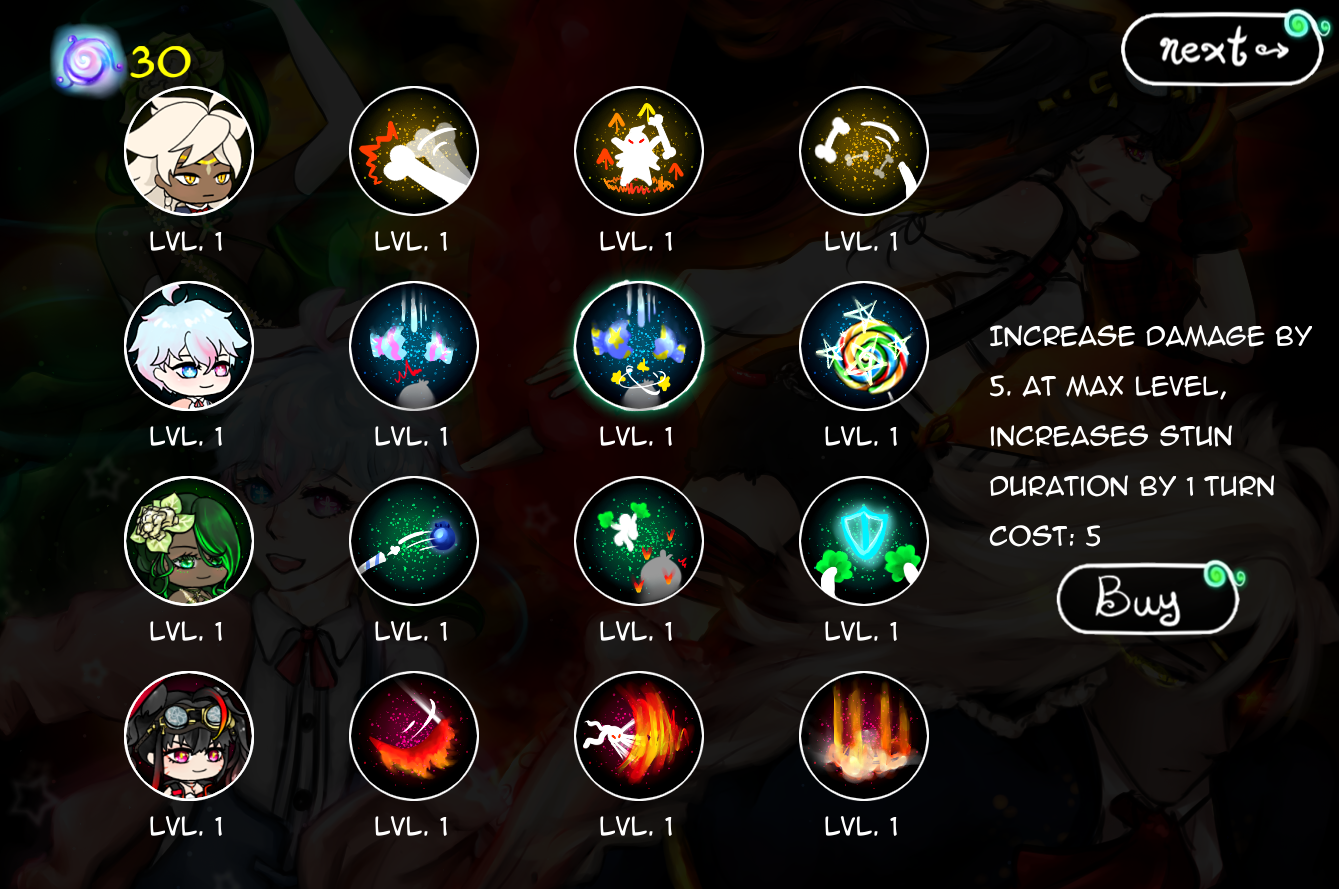 30
next
LVL. 1 LVL. 1 LVL. 1 LVL. 1
LVL. 1 LVL. 1 LVL. 1 LVL. 1
INCREASE DAMAGE BY
5. AT MAX LEVEL,
INCREASES STUN
DURATION BY 1 TURN
COST: 5
Buy
LVL. 1 LVL. 1 LVL. 1 LVL. 1
LVL. 1 LVL. 1 LVL. 1 LVL. 1